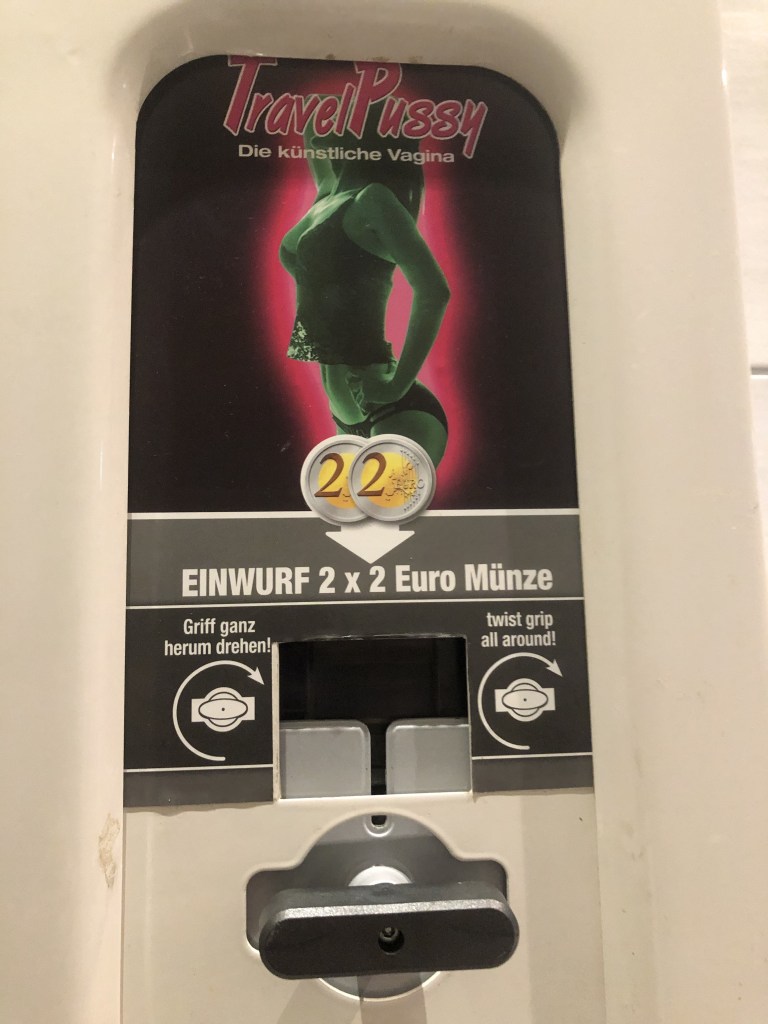 TravelPussy
Die künstliche Vagina
2 2
EURO
EINWURF 2 x 2 Euro Münze
Griff ganz
herum drehen!
twist grip
all around!